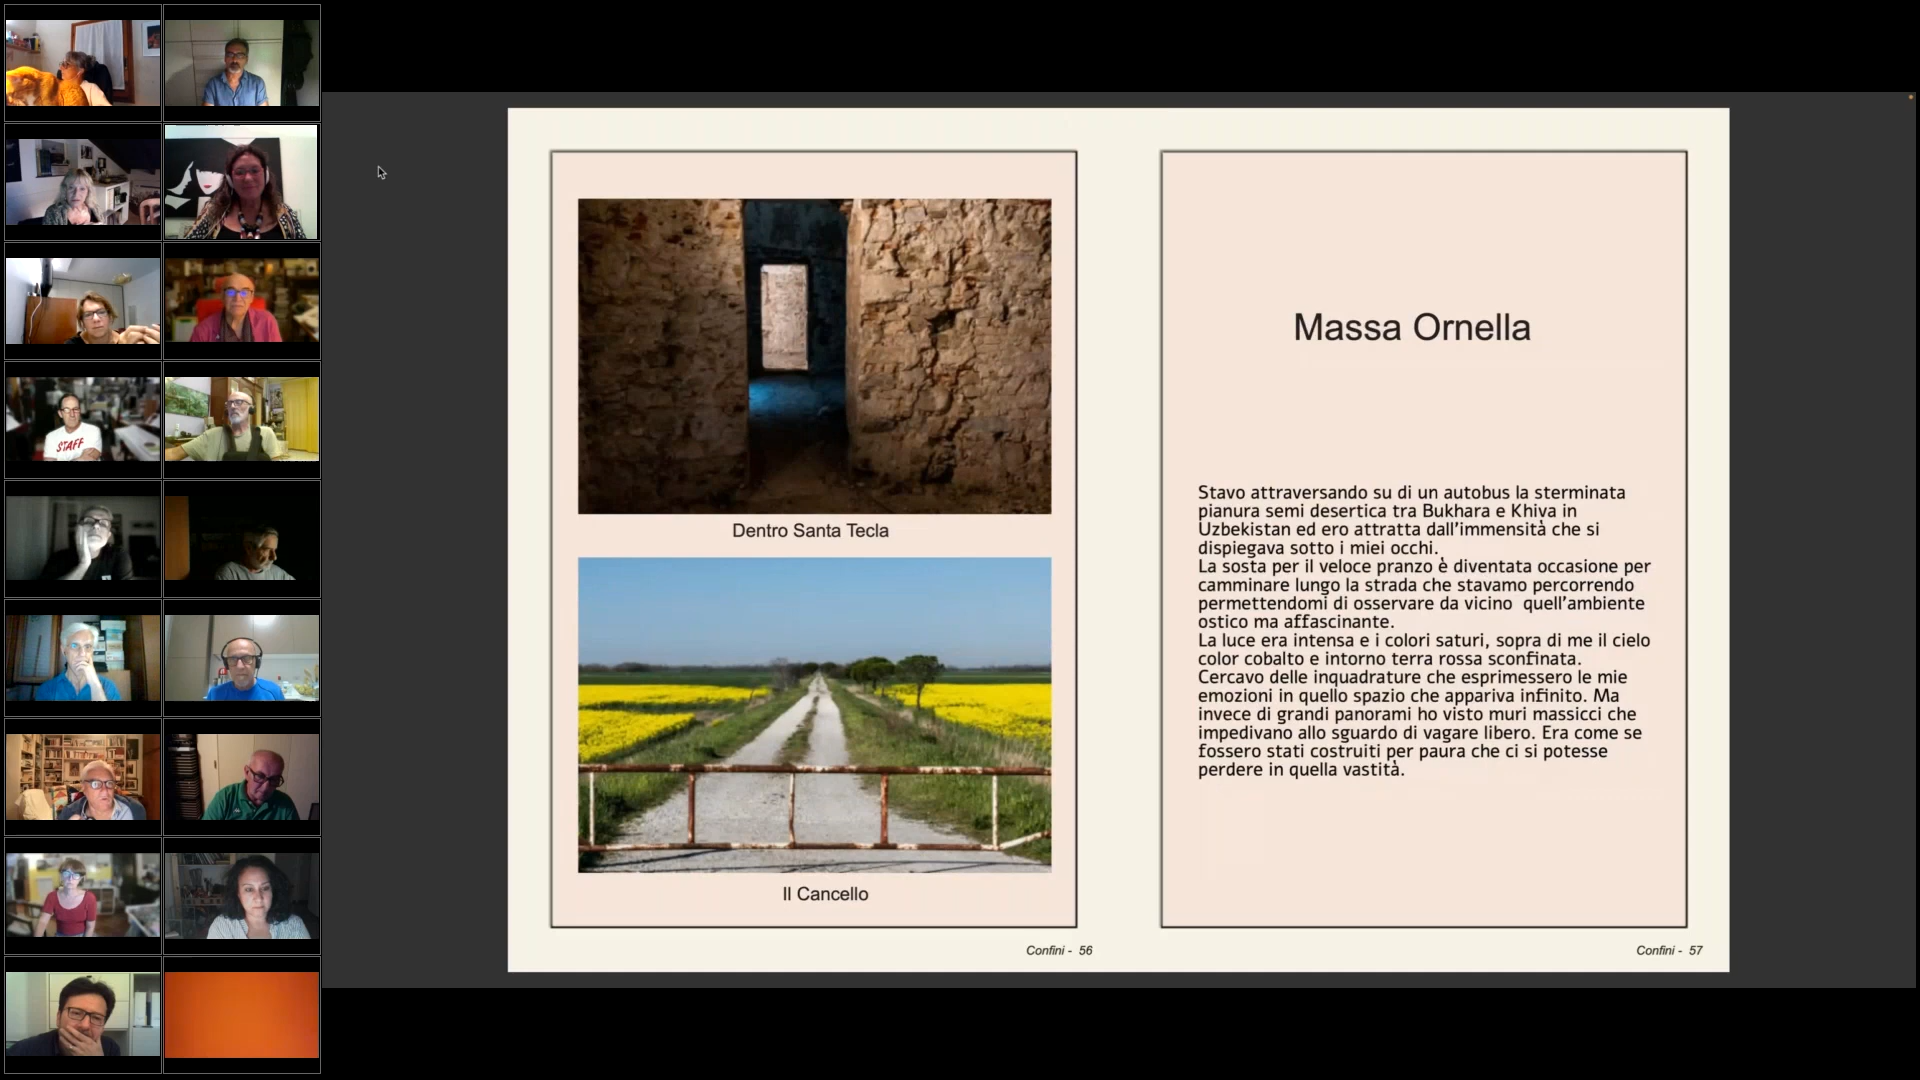 STAFF
Dentro Santa Tecla
Il Cancello
Confini - 56
Massa Ornella
Stavo attraversando su di un autobus la sterminata
pianura semi desertica tra Bukhara e Khiva in
Uzbekistan ed ero attratta dall'immensità che si
dispiegava sotto i miei occhi.
La sosta per il veloce pranzo è diventata occasione per
camminare lungo la strada che stavamo percorrendo
permettendomi di osservare da vicino quell'ambiente
ostico ma affascinante.
La luce era intensa e i colori saturi, sopra di me il cielo
color cobalto e intorno terra rossa sconfinata.
Cercavo delle inquadrature che esprimessero le mie
emozioni in quello spazio che appariva infinito. Ma
invece di grandi panorami ho visto muri massicci che
impedivano allo sguardo di vagare libero. Era come se
fossero stati costruiti per paura che ci si potesse
perdere in quella vastità.
Confini - 57